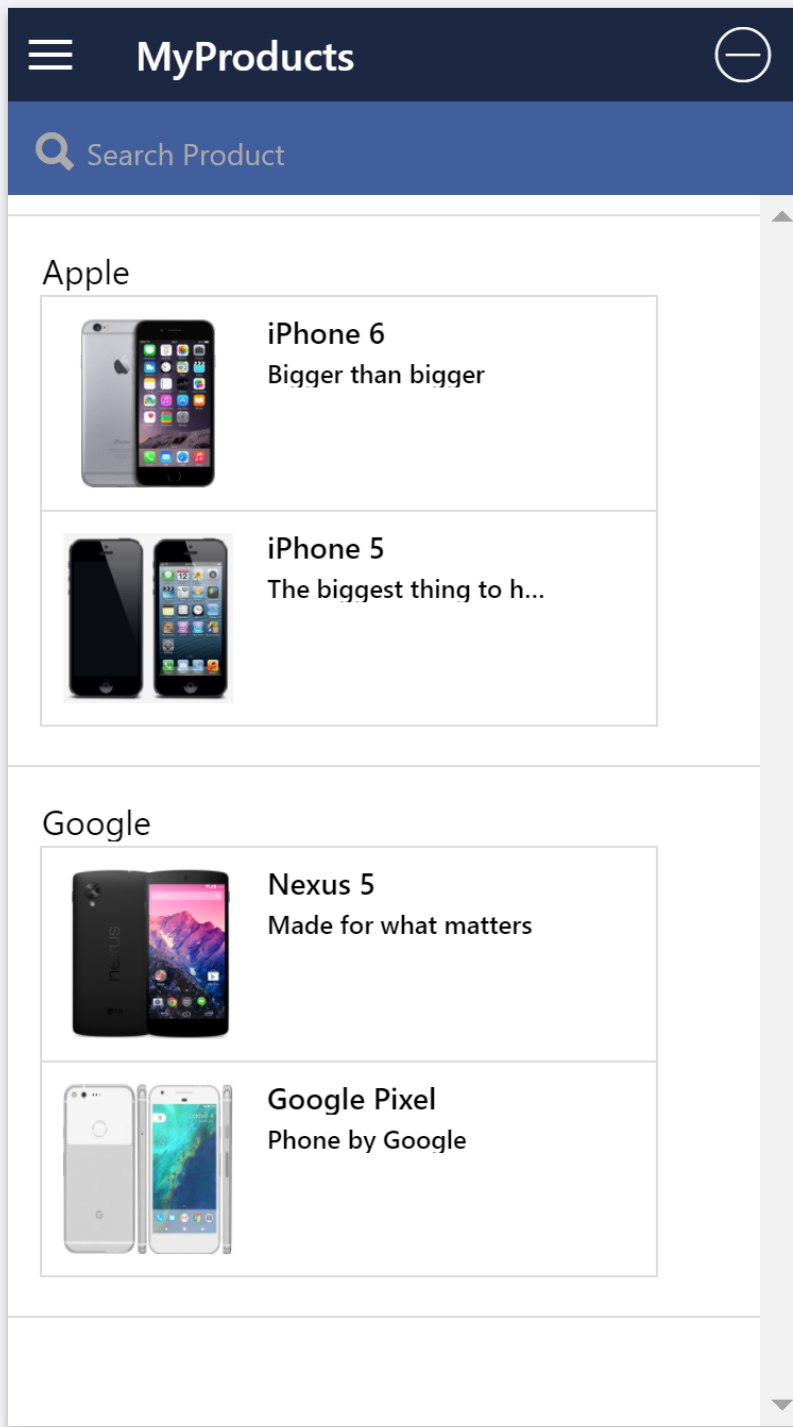 MyProducts
Search Product
Apple
iPhone 6
Bigger than bigger
iPhone 5
The biggest thing to h...
Google
Nexus 5
Made for what matters
nexus
Google Pixel
Phone by Google